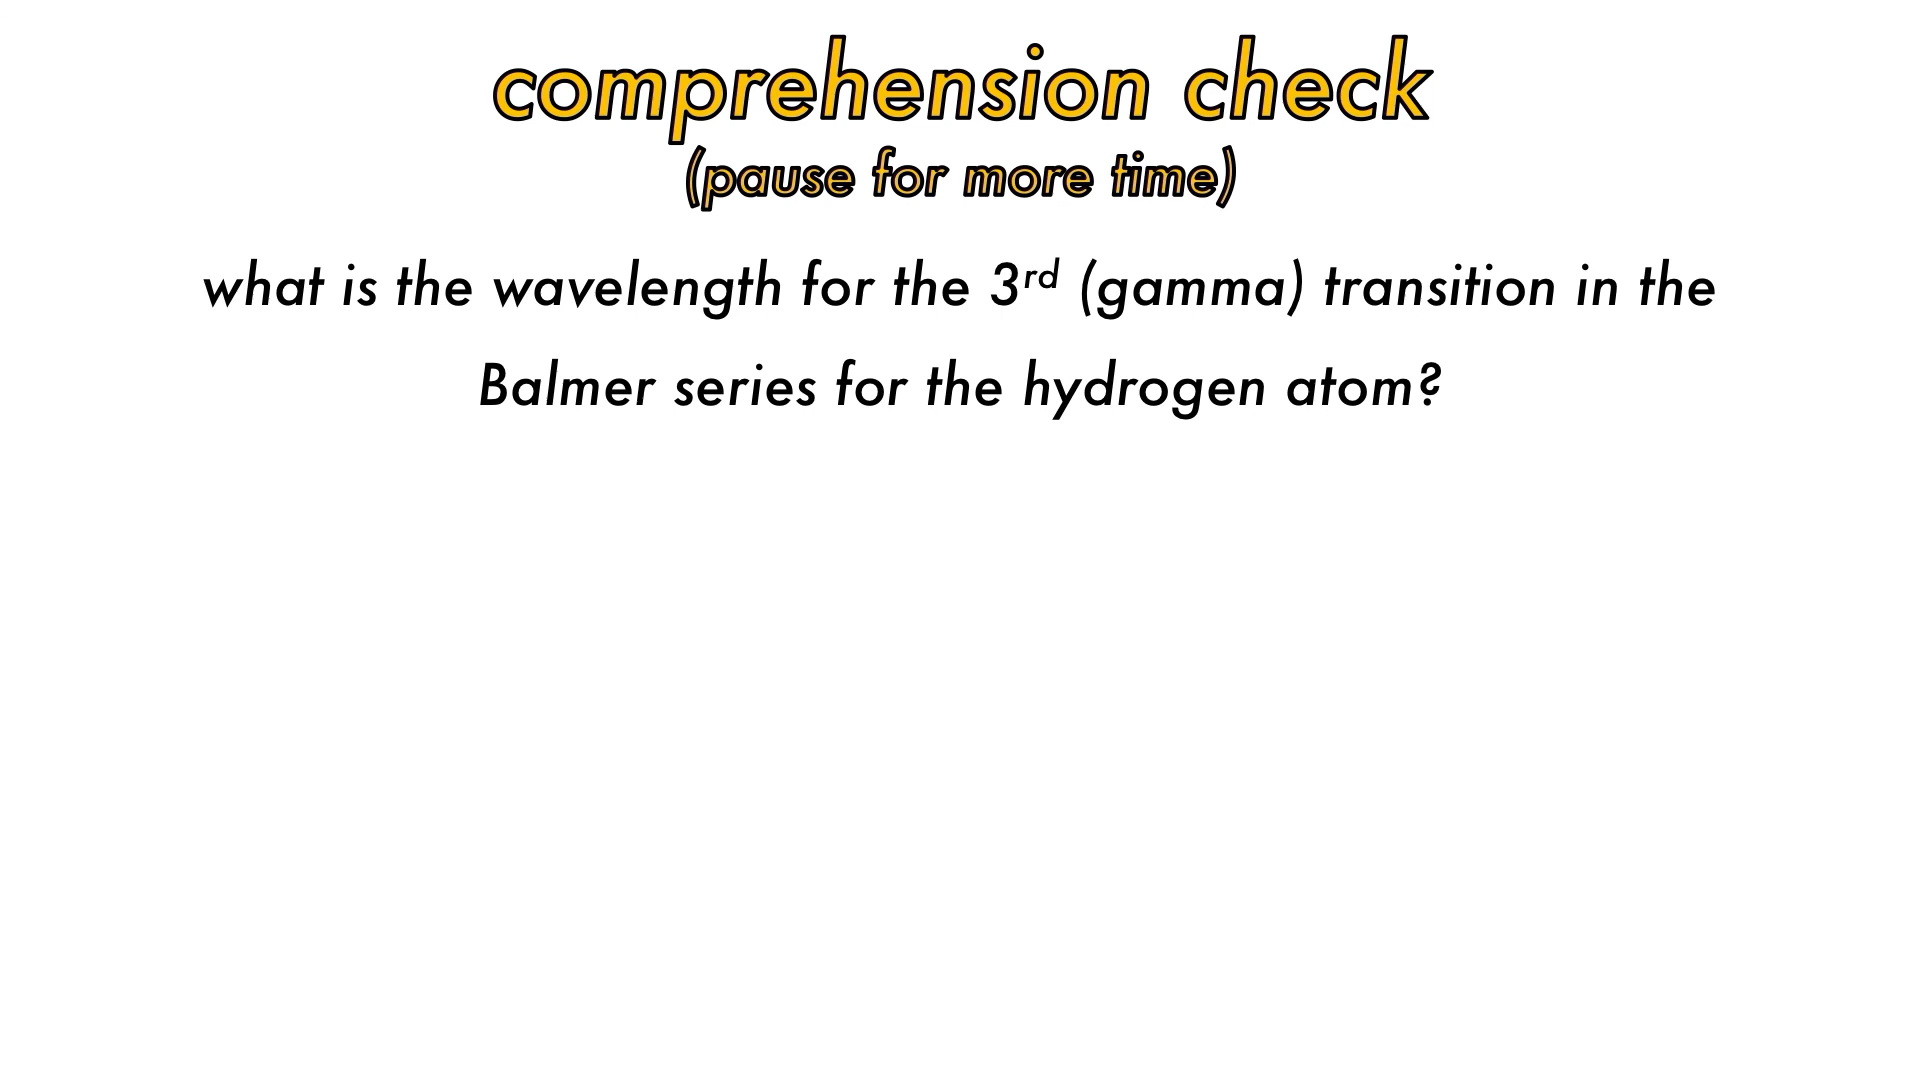 comprehension check
(pause for more time)
what is the wavelength for the 3rd (gamma) transition in the
Balmer series for the hydrogen atom?